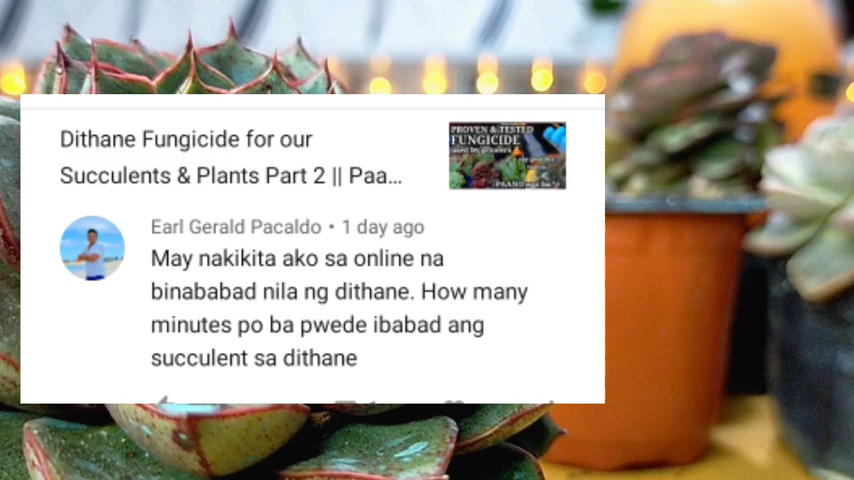 Dithane Fungicide for our
Succulents & Plants Part 2 || Paa...
PROVEN & TESTED
FUNGICIDE
Earl Gerald Pacaldo • 1 day ago
May nakikita ako sa online na
binababad nila ng dithane. How many
minutes po ba pwede ibabad ang
succulent sa dithane